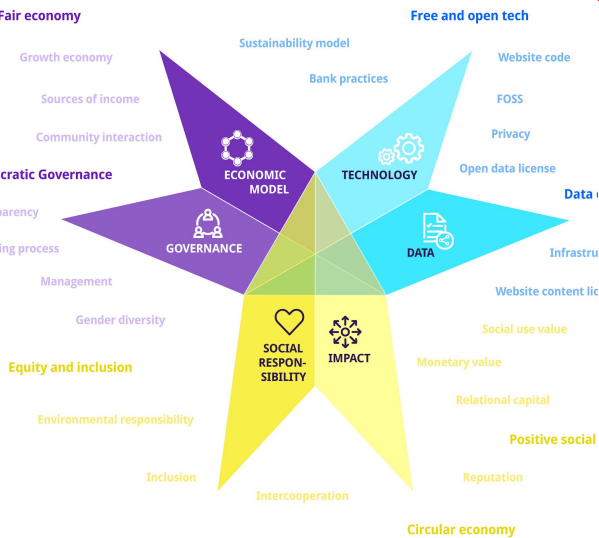 Fair economy
Free and open tech
Sustainability model
Growth economy
Website code
Bank practices
Sources of income
FOSS
Community interaction
Privacy
Open data license
ECONOMIC
MODEL
TECHNOLOGY
cratic Governance
Data
parency
GOVERNANCE
DATA
ing process
Infrastru
Management
Website content lic
Gender diversity
Social use value
SOCIAL
RESPON-
SIBILITY
IMPACT
Monetary value
Equity and inclusion
Relational capital
Environmental responsibility
Positive social
Inclusion
Reputation
Intercooperation
Circular economy